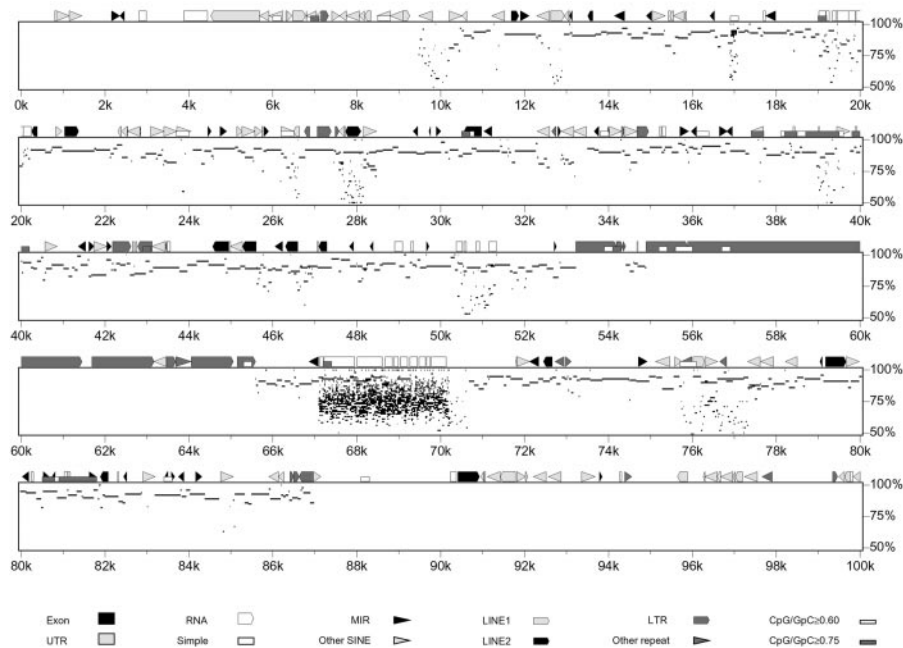 100%
75%
50%
0k 2k 4k 6k 8k 10k 12k 14k 16k 18k 20k
100%
75%
50%
20k 22k 24k 26k 28k 30k 32k 34k 36k 38k 40k
100%
75%
50%
40k 42k 44k 46k 48k 50k 52k 54k 56k 58k 60k
100%
75%
50%
60k 62k 64k 66k 68k 70k 72k 74k 76k 78k 80k
100%
75%
50%
80k 82k 84k 86k 88k 90k 92k 94k 96k 98k 100k
Exon RNA MIR LINE1 LTR CpG/GpC≥0.60
UTR Simple Other SINE LINE2 Other repeat CpG/GpC≥0.75